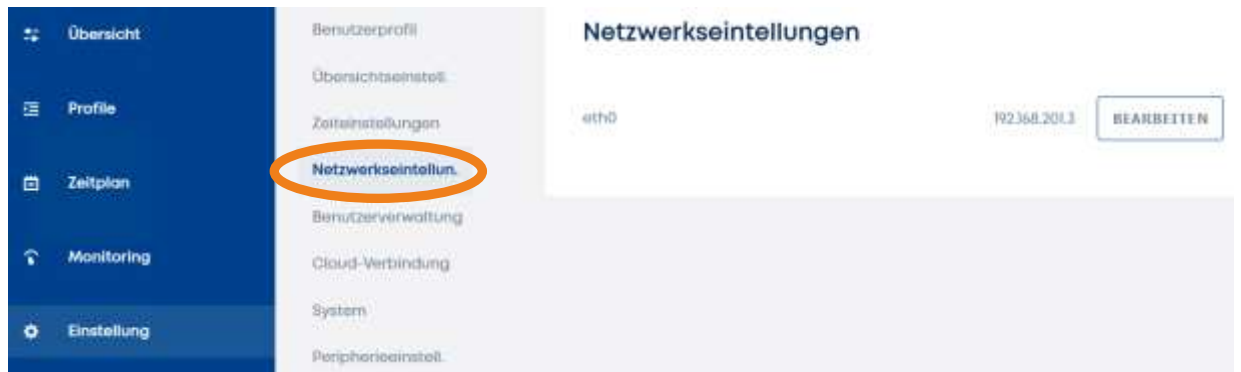 Übersicht
Profile
Zeitplan
Monitoring
Einstellung
Benutzerprofil
Übersichtseinstell.
Zeiteinstellungen
Netzwerkseintellun.
Benutzerverwaltung
Cloud-Verbindung
System
Peripherieeinstell.
Netzwerkseintellungen
eth0 192.168.201.3 BEARBEITEN